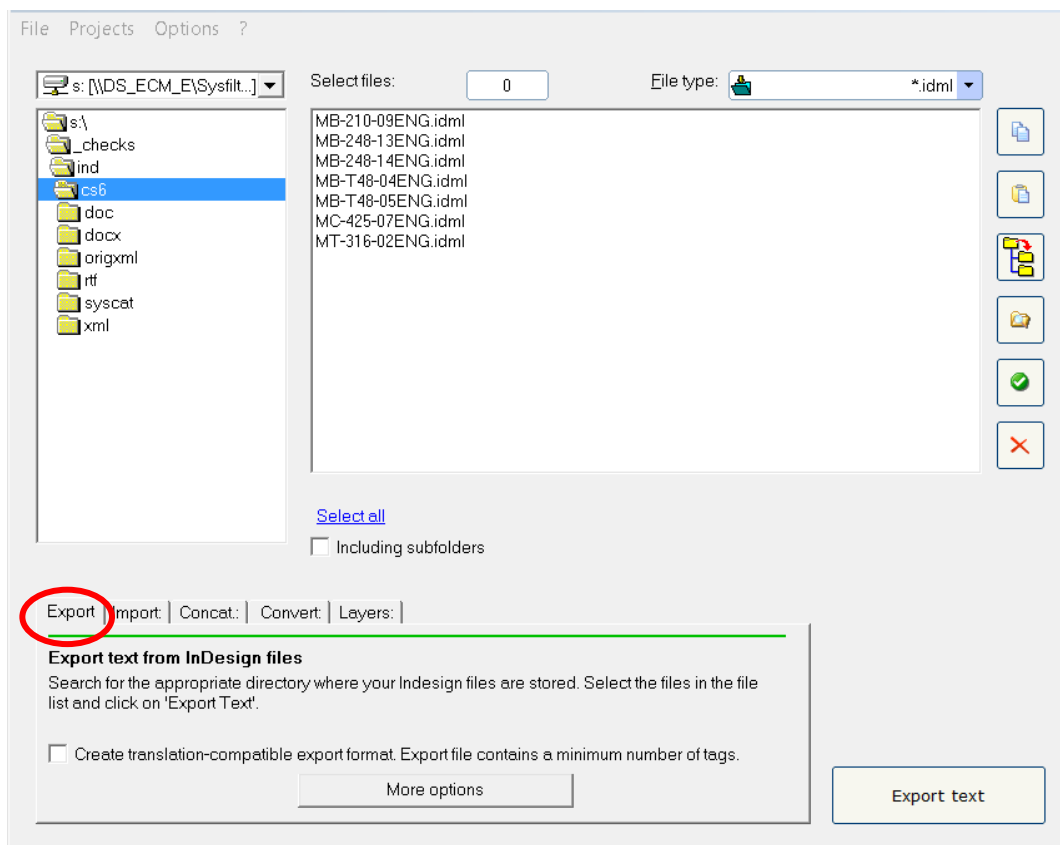 File Projects Options ?
s: [\\DS_ECM_E\Sysfilt...]
Select files:
0
File type:
*.idml
s:\
_checks
ind
cs6
doc
docx
origxml
rtf
syscat
xml
MB-210-09ENG.idml
MB-248-13ENG.idml
MB-248-14ENG.idml
MB-T48-04ENG.idml
MB-T48-05ENG.idml
MC-425-07ENG.idml
MT-316-02ENG.idml
Select all
Including subfolders
Export Import: Concat.: Convert: Layers:
Export text from InDesign files
Search for the appropriate directory where your Indesign files are stored. Select the files in the file
list and click on 'Export Text'.
Create translation-compatible export format. Export file contains a minimum number of tags.
More options
Export text